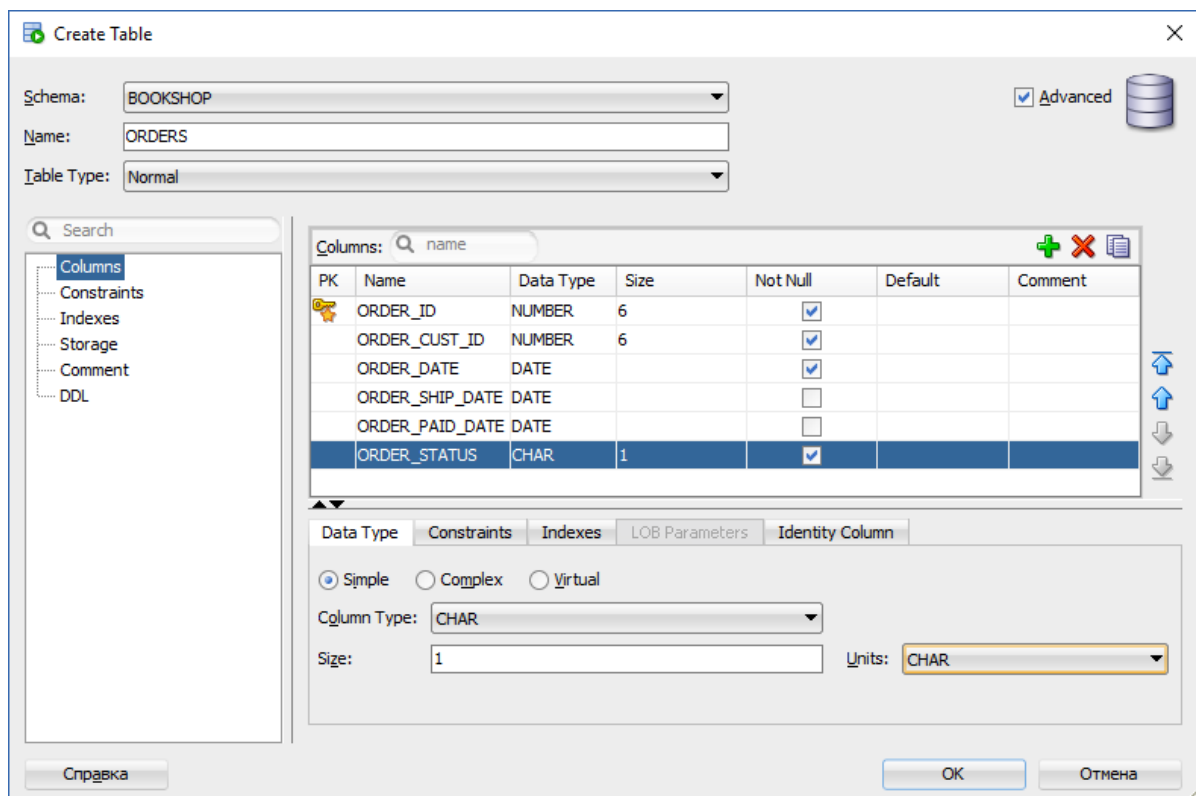 Create Table
Schema: BOOKSHOP Advanced
Name: ORDERS
Table Type: Normal
Search
Columns
Constraints
Indexes
Storage
Comment
DDL
Columns: name
PK Name Data Type Size Not Null Default Comment
ORDER_ID NUMBER 6
ORDER_CUST_ID NUMBER 6
ORDER_DATE DATE
ORDER_SHIP_DATE DATE
ORDER_PAID_DATE DATE
ORDER_STATUS CHAR 1
Data Type Constraints Indexes LOB Parameters Identity Column
Simple Complex Virtual
Column Type: CHAR
Size: 1 Units: CHAR
Справка OK Отмена